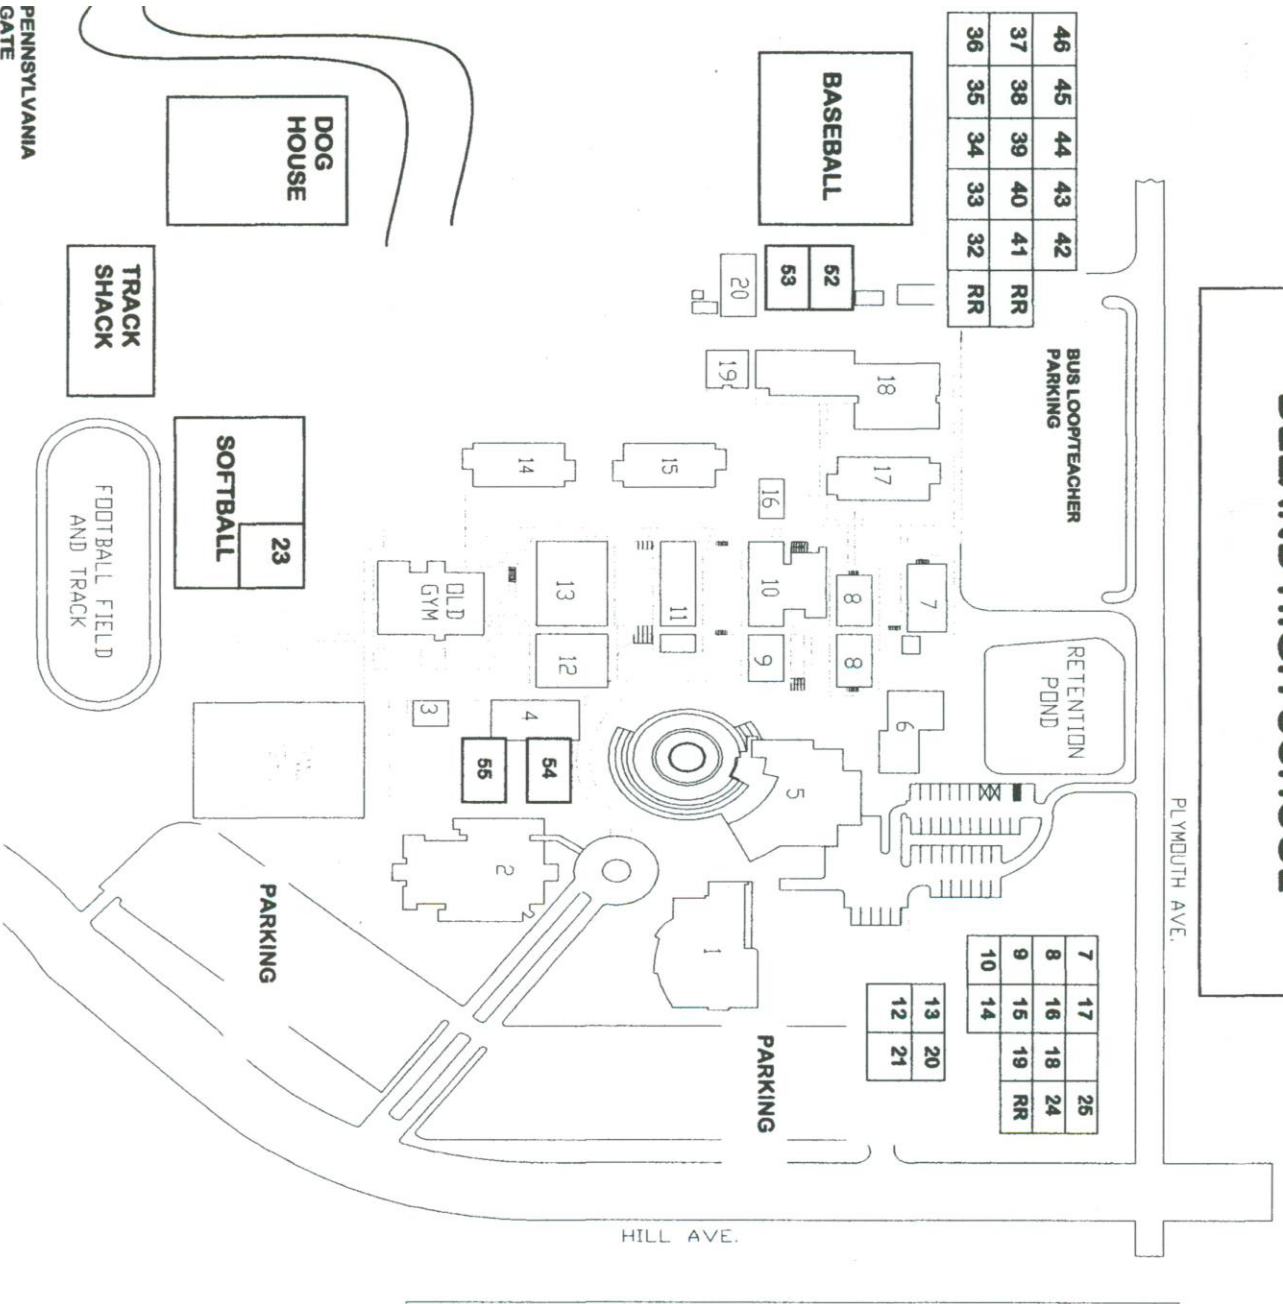 PLYMOUTH AVE.
46 45 44 43 42
37 38 39 40 41 RR
36 35 34 33 32 RR
BUS LOOP/TEACHER
PARKING
RETENTION
POND
7 17 25
8 16 18 24
9 15 19 RR
10 14
13 20
12 21
BASEBALL
52
53
20
18
19
17
16
15
14
7
8
8
6
10
9
11
5
13
12
OLD
GYM
4
3
54
55
1
2
2
PARKING
HILL AVE.
DOG
HOUSE
TRACK
SHACK
23
SOFTBALL
FOOTBALL FIELD
AND TRACK
PARKING
PENNSYLVANIA
GATE